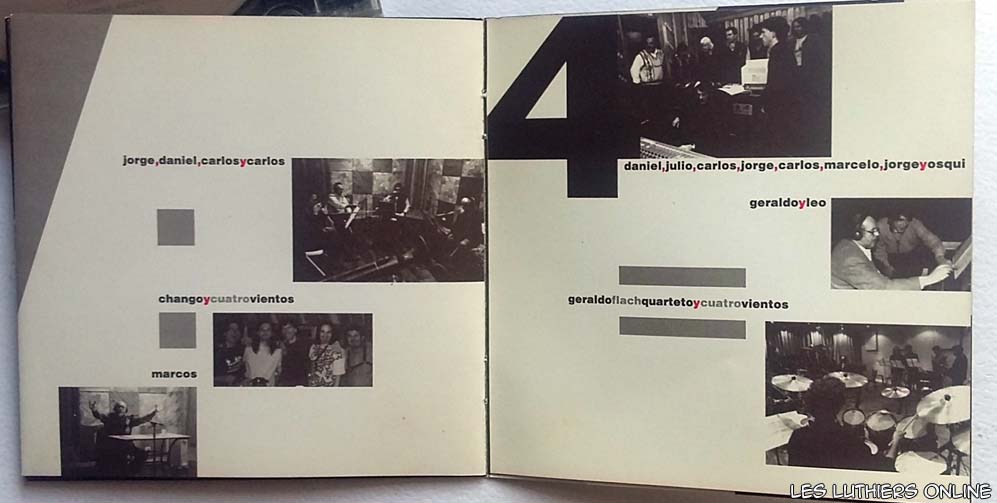 jorge,daniel,carlosycarlos
changoycuatrovientos
marcos
4
daniel,julio,carlos,jorge,carlos,marcelo,jorgeyosqui
geraldoyleo
geraldoflachquartetoycuatrovientos
LES LUTHIERS ONLINE